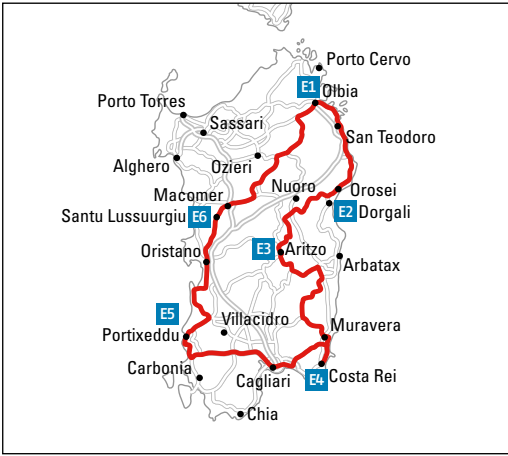 Porto Cervo
E1
Olbia
Porto Torres
Sassari
San Teodoro
Alghero
Ozieri
Nuoro
Macomer
Orosei
Santu Lussuurgiu
E6
E2
Dorgali
Oristano
E3
Aritzo
Arbatax
E5
Villacidro
Portixeddu
Muravera
Carbonia
Cagliari
E4
Costa Rei
Chia